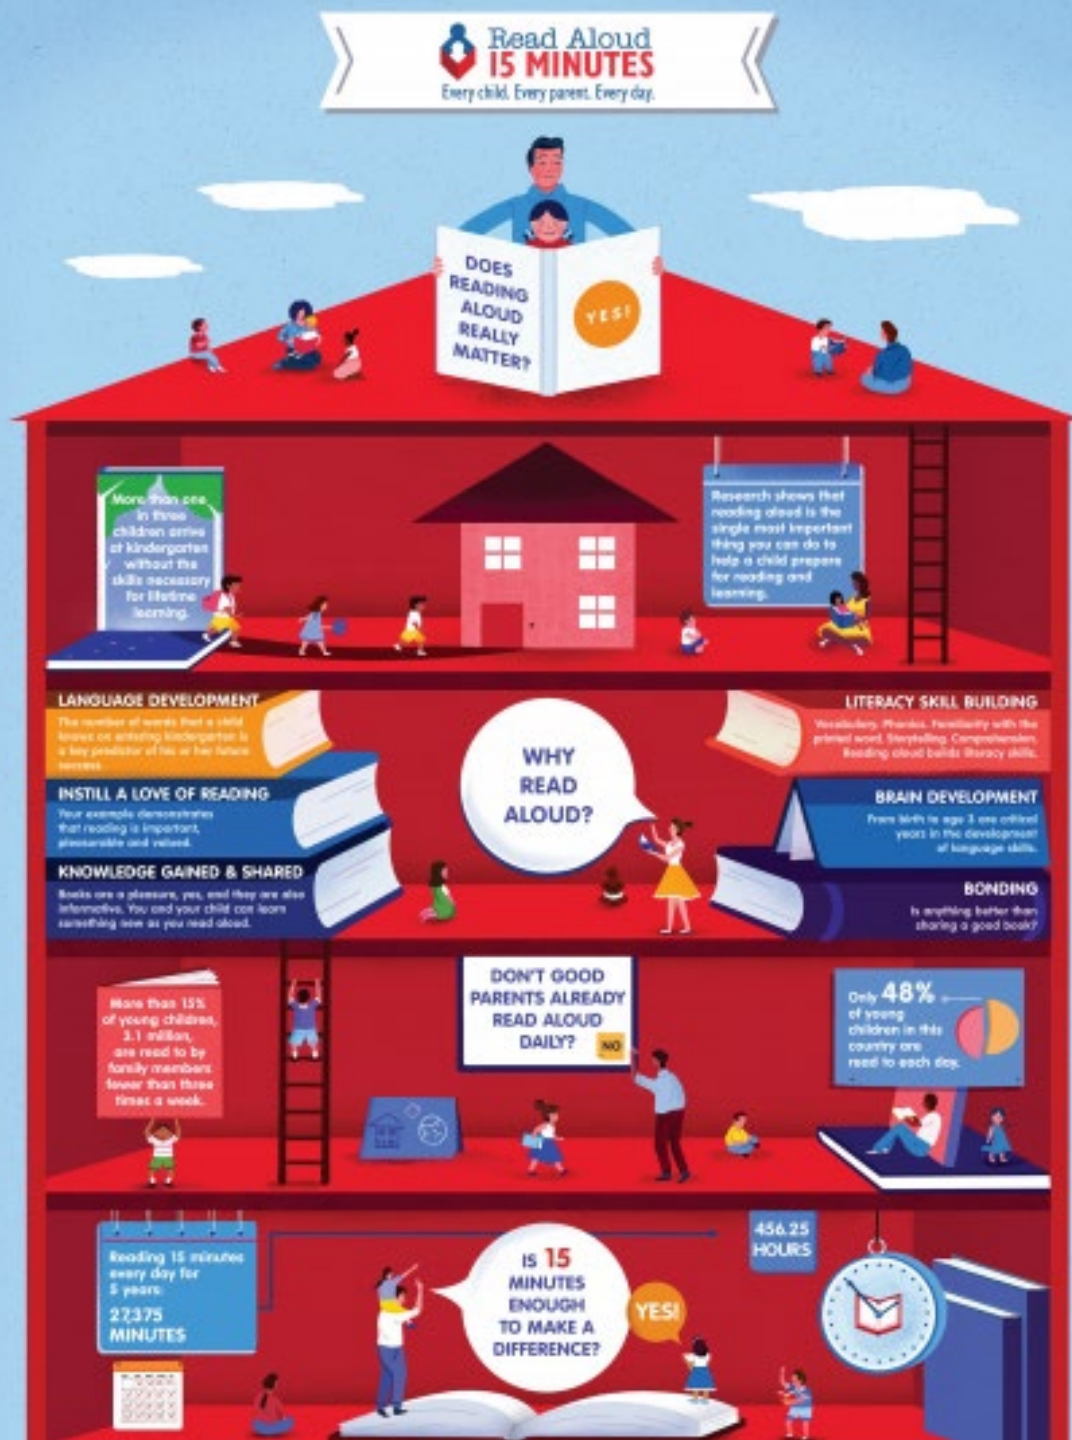 Read Aloud
15 MINUTES
Every child. Every parent. Every day.
DOES
READING
ALOUD
REALLY
MATTER?
YES!
More than one
in three
children arrive
at kindergarten
without the
skills necessary
for lifetime
learning.
Research shows that
reading aloud is the
single most important
thing you can do to
help a child prepare
for reading and
learning.
WHY
READ
ALOUD?
LANGUAGE DEVELOPMENT
The number of words that a child
knows on entering kindergarten is
a key predictor of his or her future
success.
INSTILL A LOVE OF READING
Your example demonstrates
that reading is important,
pleasurable and valued.
KNOWLEDGE GAINED & SHARED
Books are a pleasure, yes, and they are also
informative. You and your child can learn
something new as you read aloud.
LITERACY SKILL BUILDING
Vocabulary. Phonics. Familiarity with the
printed word. Storytelling. Comprehension.
Reading aloud builds literacy skills.
BRAIN DEVELOPMENT
From birth to age 3 are critical
years in the development
of language skills.
BONDING
Is anything better than
sharing a good book?
DON'T GOOD
PARENTS ALREADY
READ ALOUD
DAILY?
NO
More than 15%
of young children,
3.1 million,
are read to by
family members
fewer than three
times a week.
Only 48%
of young
children in this
country are
read to each day.
IS 15
MINUTES
ENOUGH
TO MAKE A
DIFFERENCE?
YES!
Reading 15 minutes
every day for
5 years:
27,375
MINUTES
456.25
HOURS